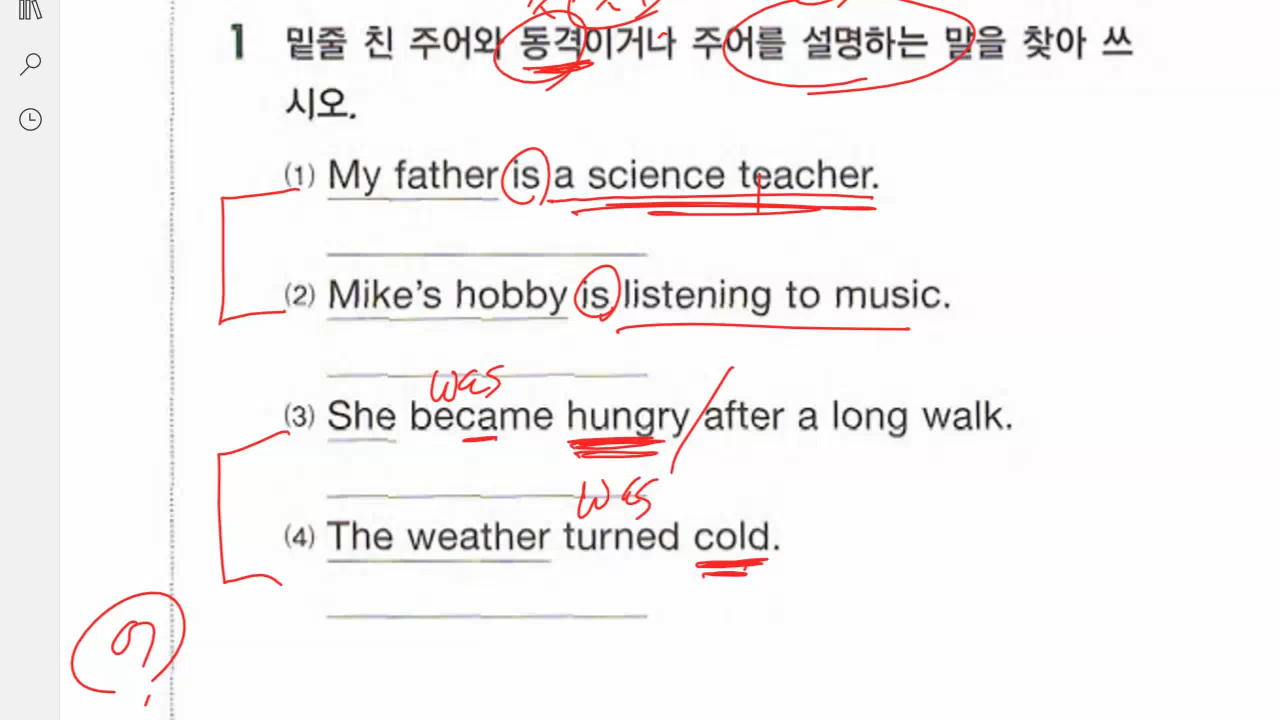 1 밑줄 친 주어와 동격이거나 주어를 설명하는 말을 찾아 쓰
시오.
(1) My father is a science teacher.
(2) Mike's hobby is listening to music.
was
(3) She became hungry after a long walk.
was
(4) The weather turned cold.